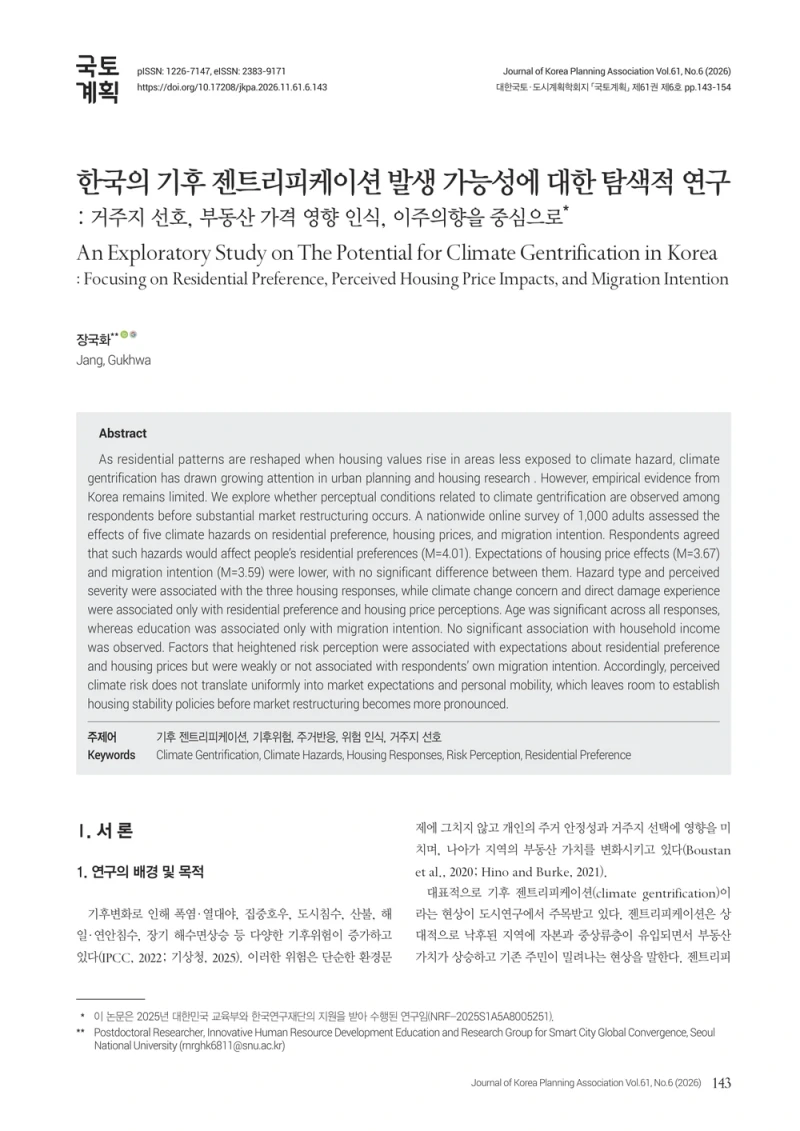 국토
계획
pISSN: 1226-7147, eISSN: 2383-9171
https://doi.org/10.17208/jkpa.2026.11.61.6.143
Journal of Korea Planning Association Vol.61, No.6 (2026)
대한국토·도시계획학회지 「국토계획」 제61권 제6호 pp.143-154
한국의 기후 젠트리피케이션 발생 가능성에 대한 탐색적 연구
: 거주지 선호, 부동산 가격 영향 인식, 이주의향을 중심으로*
An Exploratory Study on The Potential for Climate Gentrification in Korea
: Focusing on Residential Preference, Perceived Housing Price Impacts, and Migration Intention
장국화**
Jang, Gukhwa
Abstract
As residential patterns are reshaped when housing values rise in areas less exposed to climate hazard, climate
gentrification has drawn growing attention in urban planning and housing research . However, empirical evidence from
Korea remains limited. We explore whether perceptual conditions related to climate gentrification are observed among
respondents before substantial market restructuring occurs. A nationwide online survey of 1,000 adults assessed the
effects of five climate hazards on residential preference, housing prices, and migration intention. Respondents agreed
that such hazards would affect people's residential preferences (M=4.01). Expectations of housing price effects (M=3.67)
and migration intention (M=3.59) were lower, with no significant difference between them. Hazard type and perceived
severity were associated with the three housing responses, while climate change concern and direct damage experience
were associated only with residential preference and housing price perceptions. Age was significant across all responses,
whereas education was associated only with migration intention. No significant association with household income
was observed. Factors that heightened risk perception were associated with expectations about residential preference
and housing prices but were weakly or not associated with respondents' own migration intention. Accordingly, perceived
climate risk does not translate uniformly into market expectations and personal mobility, which leaves room to establish
housing stability policies before market restructuring becomes more pronounced.
주제어 기후 젠트리피케이션, 기후위험, 주거반응, 위험 인식, 거주지 선호
Keywords Climate Gentrification, Climate Hazards, Housing Responses, Risk Perception, Residential Preference
Ⅰ. 서 론
1. 연구의 배경 및 목적
기후변화로 인해 폭염·열대야, 집중호우, 도시침수, 산불, 해
일·연안침수, 장기 해수면상승 등 다양한 기후위험이 증가하고
있다(IPCC, 2022; 기상청, 2025). 이러한 위험은 단순한 환경문
제에 그치지 않고 개인의 주거 안정성과 거주지 선택에 영향을 미
치며, 나아가 지역의 부동산 가치를 변화시키고 있다(Boustan
et al., 2020; Hino and Burke, 2021).
대표적으로 기후 젠트리피케이션(climate gentrification)이
라는 현상이 도시연구에서 주목받고 있다. 젠트리피케이션은 상
대적으로 낙후된 지역에 자본과 중상류층이 유입되면서 부동산
가치가 상승하고 기존 주민이 밀려나는 현상을 말한다. 젠트리피
* 이 논문은 2025년 대한민국 교육부와 한국연구재단의 지원을 받아 수행된 연구임(NRF-2025S1A5A8005251).
** Postdoctoral Researcher, Innovative Human Resource Development Education and Research Group for Smart City Global Convergence, Seoul
National University (mrghk6811@snu.ac.kr)
Journal of Korea Planning Association Vol.61, No.6 (2026) 143